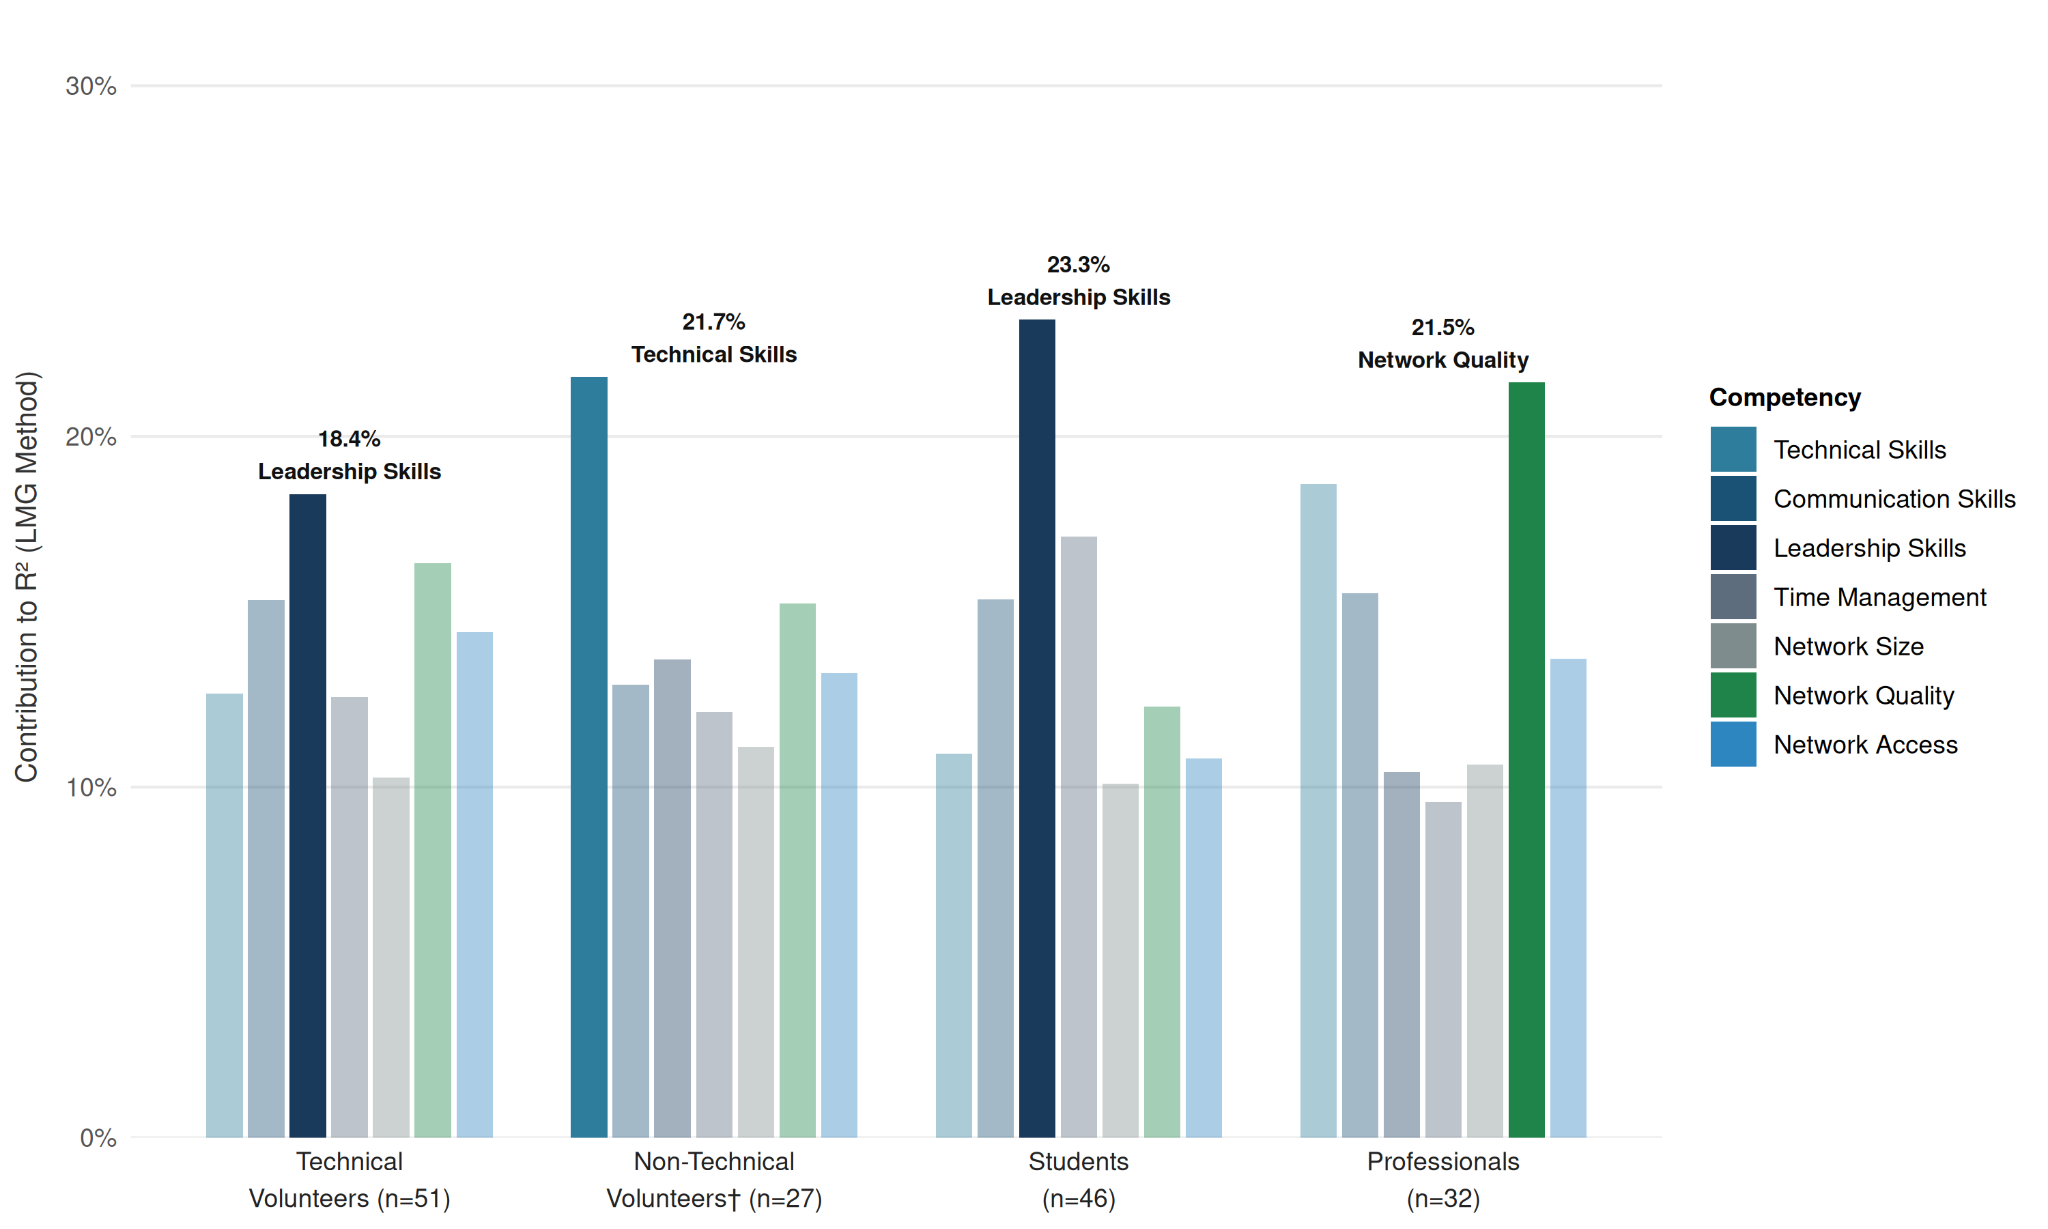 30%
20%
10%
0%
Contribution to R² (LMG Method)
18.4%
Leadership Skills
21.7%
Technical Skills
23.3%
Leadership Skills
21.5%
Network Quality
Technical
Volunteers (n=51)
Non-Technical
Volunteers† (n=27)
Students
(n=46)
Professionals
(n=32)
Competency
Technical Skills
Communication Skills
Leadership Skills
Time Management
Network Size
Network Quality
Network Access